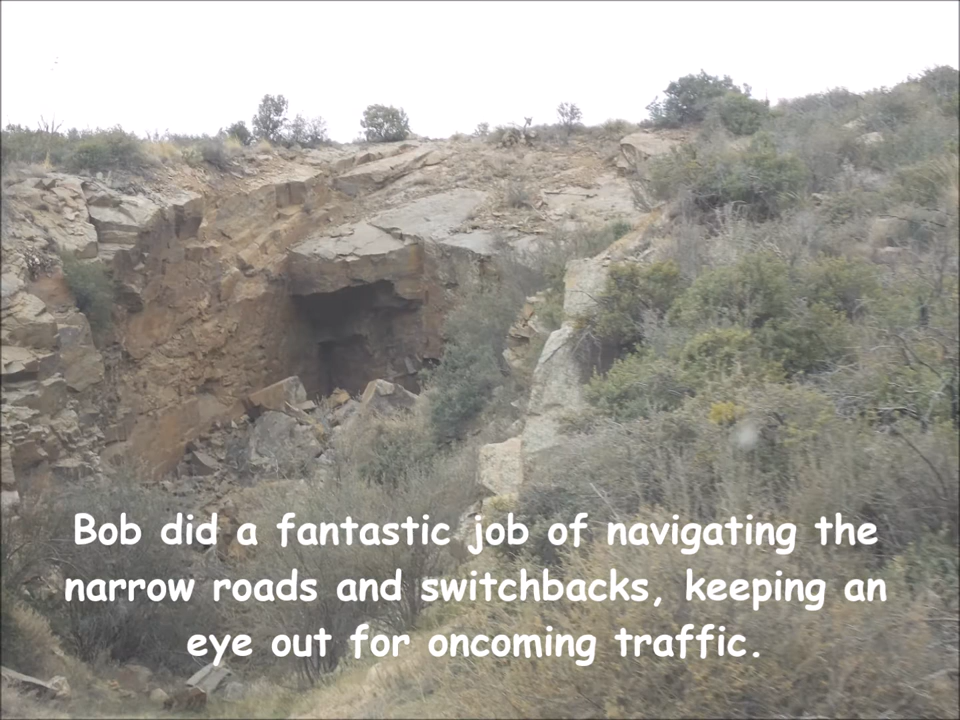 Bob did a fantastic job of navigating the
narrow roads and switchbacks, keeping an
eye out for oncoming traffic.